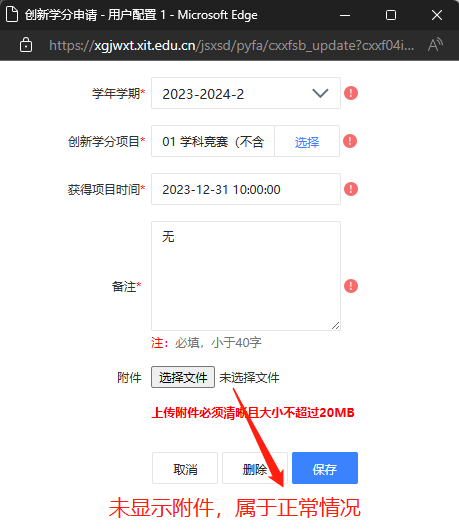 创新学分申请 - 用户配置 1 - Microsoft Edge
https://xgjwxt.xit.edu.cn/jsxsd/pyfa/cxxfsb_update?cxxf04i...
学年学期* 2023-2024-2
创新学分项目* 01 学科竞赛（不含 选择
获得项目时间* 2023-12-31 10:00:00
无
备注*
注：必填，小于40字
附件 选择文件 未选择文件
上传附件必须清晰且大小不超过20MB
取消 删除 保存
未显示附件，属于正常情况